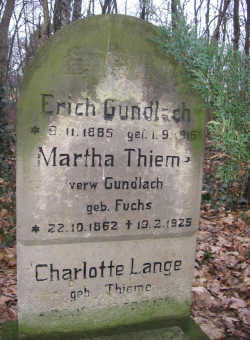 Erich Gundlach
* 9.11.1885 gef. 1.9.1916
Martha Thieme
verw Gundlach
geb. Fuchs
* 22.10.1862 † 19.2.1925
Charlotte Lange
geb. Thieme